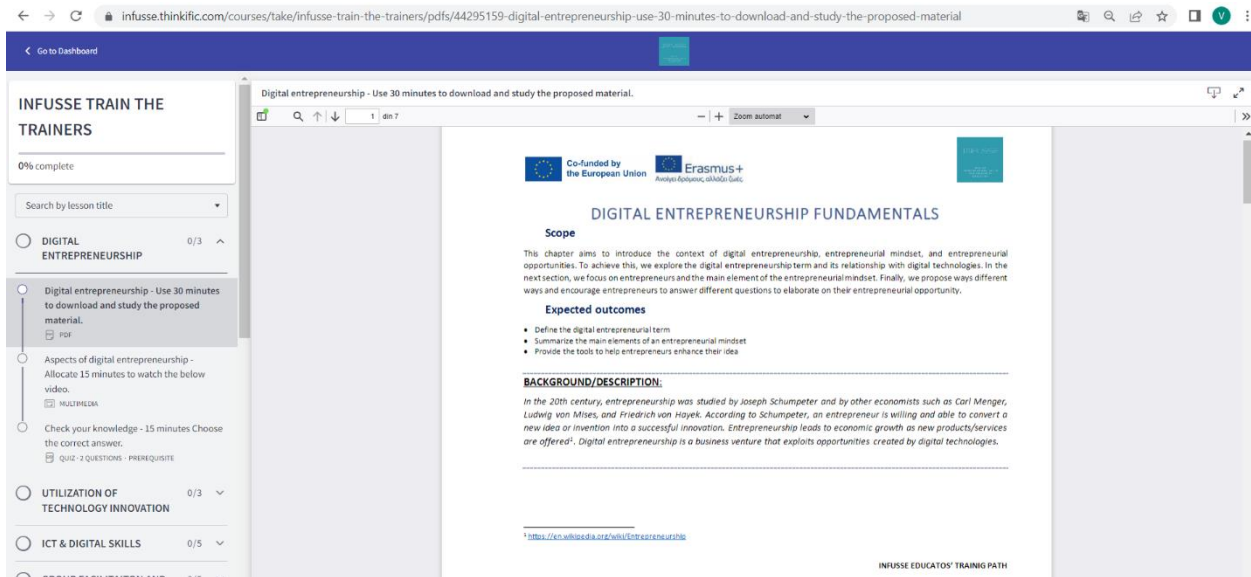 infusse.thinkific.com/courses/take/infusse-train-the-trainers/pdfs/44295159-digital-entrepreneurship-use-30-minutes-to-download-and-study-the-proposed-material
V
Go to Dashboard
INFUSSE TRAIN THE
TRAINERS
0% complete
Search by lesson title
DIGITAL
ENTREPRENEURSHIP
0/3
Digital entrepreneurship - Use 30 minutes
to download and study the proposed
material.
PDF
Aspects of digital entrepreneurship -
Allocate 15 minutes to watch the below
video.
MULTIMEDIA
Check your knowledge - 15 minutes Choose
the correct answer.
QUIZ · 2 QUESTIONS · PREREQUISITE
UTILIZATION OF
TECHNOLOGY INNOVATION
0/3
ICT & DIGITAL SKILLS 0/5
Digital entrepreneurship - Use 30 minutes to download and study the proposed material.
1 din 7
Zoom automat
Co-funded by
the European Union
Erasmus+
Ανοίγει δρόμους, αλλάζει ζωές.
DIGITAL ENTREPRENEURSHIP FUNDAMENTALS
Scope
This chapter aims to introduce the context of digital entrepreneurship, entrepreneurial mindset, and entrepreneurial
opportunities. To achieve this, we explore the digital entrepreneurship term and its relationship with digital technologies. In the
next section, we focus on entrepreneurs and the main element of the entrepreneurial mindset. Finally, we propose ways different
ways and encourage entrepreneurs to answer different questions to elaborate on their entrepreneurial opportunity.
Expected outcomes
• Define the digital entrepreneurial term
• Summarize the main elements of an entrepreneurial mindset
• Provide the tools to help entrepreneurs enhance their idea
BACKGROUND/DESCRIPTION:
In the 20th century, entrepreneurship was studied by Joseph Schumpeter and by other economists such as Carl Menger,
Ludwig von Mises, and Friedrich von Hayek. According to Schumpeter, an entrepreneur is willing and able to convert a
new idea or invention into a successful innovation. Entrepreneurship leads to economic growth as new products/services
are offered¹. Digital entrepreneurship is a business venture that exploits opportunities created by digital technologies.
¹ https://en.wikipedia.org/wiki/Entrepreneurship
INFUSSE EDUCATOS' TRAINIG PATH